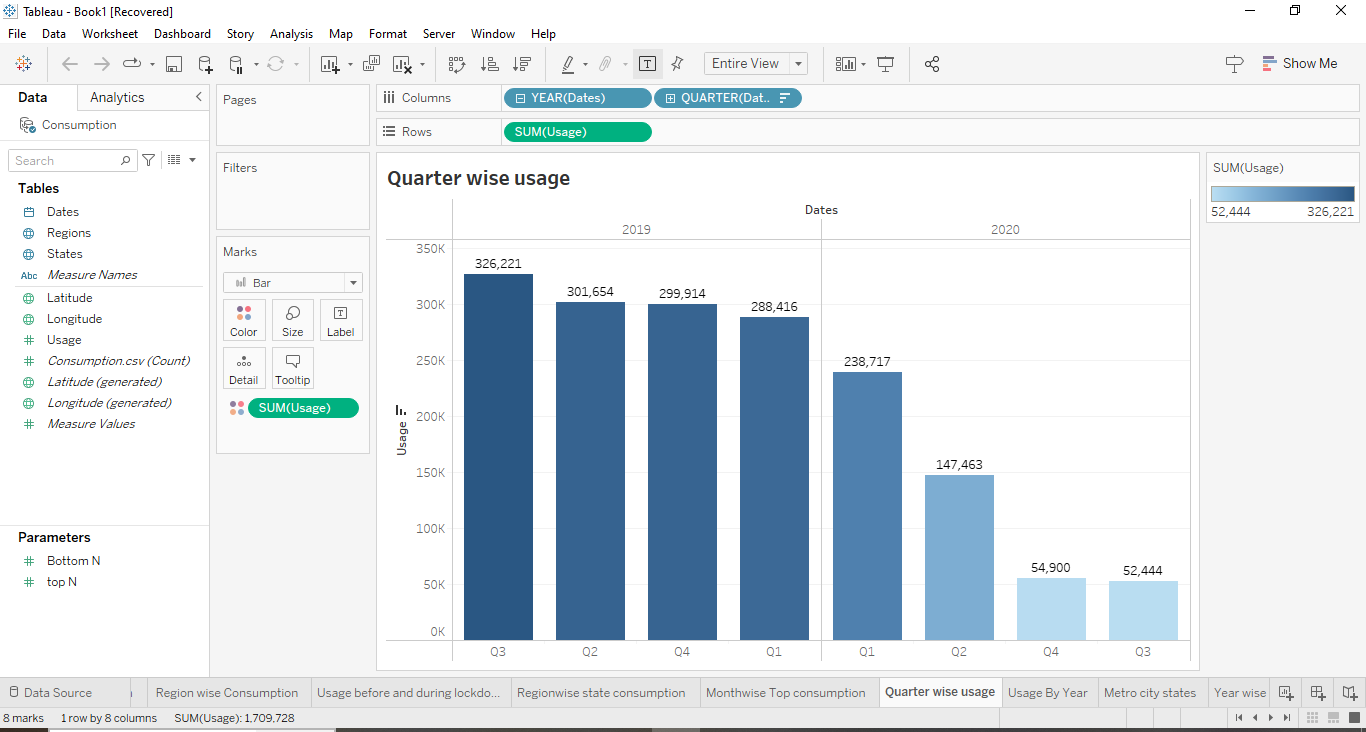 Tableau - Book1 [Recovered]
File Data Worksheet Dashboard Story Analysis Map Format Server Window Help
Entire View
Show Me
Data Analytics
Consumption
Search
Tables
Dates
Regions
States
Abc Measure Names
Latitude
Longitude
Usage
Consumption.csv (Count)
Latitude (generated)
Longitude (generated)
Measure Values
Parameters
Bottom N
top N
Pages
Filters
Marks
Bar
Color Size Label
Detail Tooltip
SUM(Usage)
Columns YEAR(Dates) QUARTER(Dat..
Rows SUM(Usage)
Quarter wise usage
Dates
2019 2020
350K
300K
250K
200K
150K
100K
50K
0K
Usage
326,221
301,654
299,914
288,416
238,717
147,463
54,900
52,444
Q3 Q2 Q4 Q1 Q1 Q2 Q4 Q3
SUM(Usage)
52,444 326,221
Data Source Region wise Consumption Usage before and during lockdo... Regionwise state consumption Monthwise Top consumption Quarter wise usage Usage By Year Metro city states Year wise
8 marks 1 row by 8 columns SUM(Usage): 1,709,728